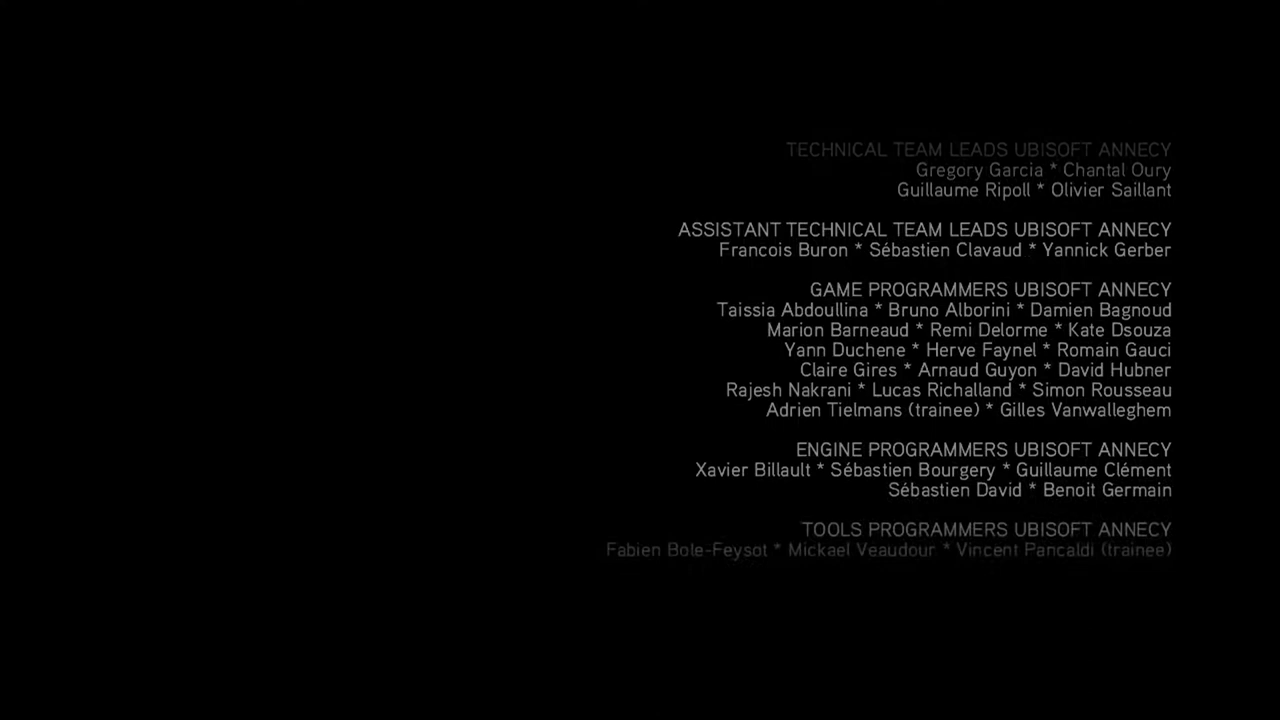 TECHNICAL TEAM LEADS UBISOFT ANNECY
Gregory Garcia * Chantal Oury
Guillaume Ripoll * Olivier Saillant
ASSISTANT TECHNICAL TEAM LEADS UBISOFT ANNECY
Francois Buron * Sébastien Clavaud * Yannick Gerber
GAME PROGRAMMERS UBISOFT ANNECY
Taissia Abdoullina * Bruno Alborini * Damien Bagnoud
Marion Barneaud * Remi Delorme * Kate Dsouza
Yann Duchene * Herve Faynel * Romain Gauci
Claire Gires * Arnaud Guyon * David Hubner
Rajesh Nakrani * Lucas Richalland * Simon Rousseau
Adrien Tielmans (trainee) * Gilles Vanwalleghem
ENGINE PROGRAMMERS UBISOFT ANNECY
Xavier Billault * Sébastien Bourgery * Guillaume Clément
Sébastien David * Benoit Germain
TOOLS PROGRAMMERS UBISOFT ANNECY
Fabien Bole-Feysot * Mickael Veaudour * Vincent Pancaldi (trainee)